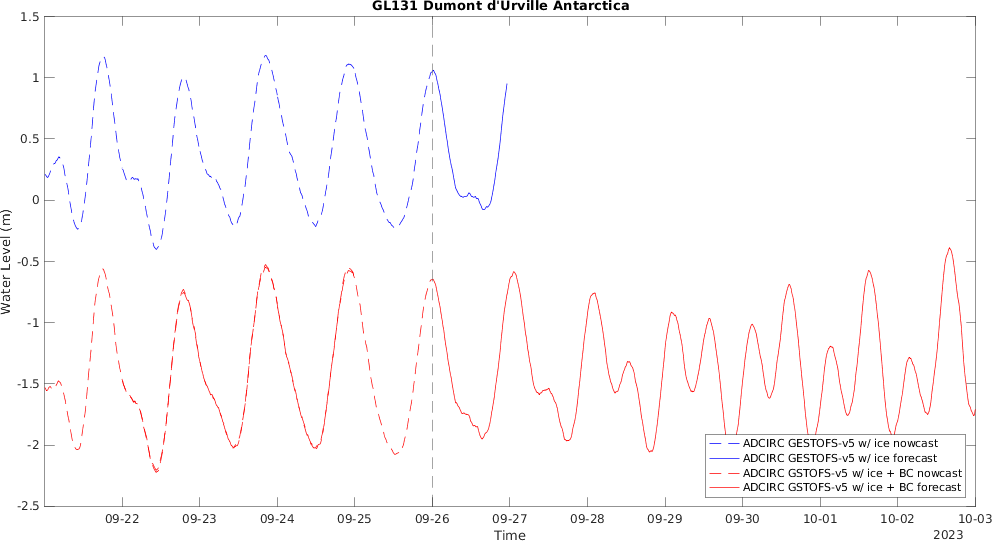 GL131 Dumont d'Urville Antarctica
1.5
1
0.5
0
-0.5
-1
-1.5
-2
-2.5
Water Level (m)
ADCIRC GESTOFS-v5 w/ ice nowcast
ADCIRC GESTOFS-v5 w/ ice forecast
ADCIRC GSTOFS-v5 w/ ice + BC nowcast
ADCIRC GSTOFS-v5 w/ ice + BC forecast
09-22 09-23 09-24 09-25 09-26 09-27 09-28 09-29 09-30 10-01 10-02 10-03
Time
2023